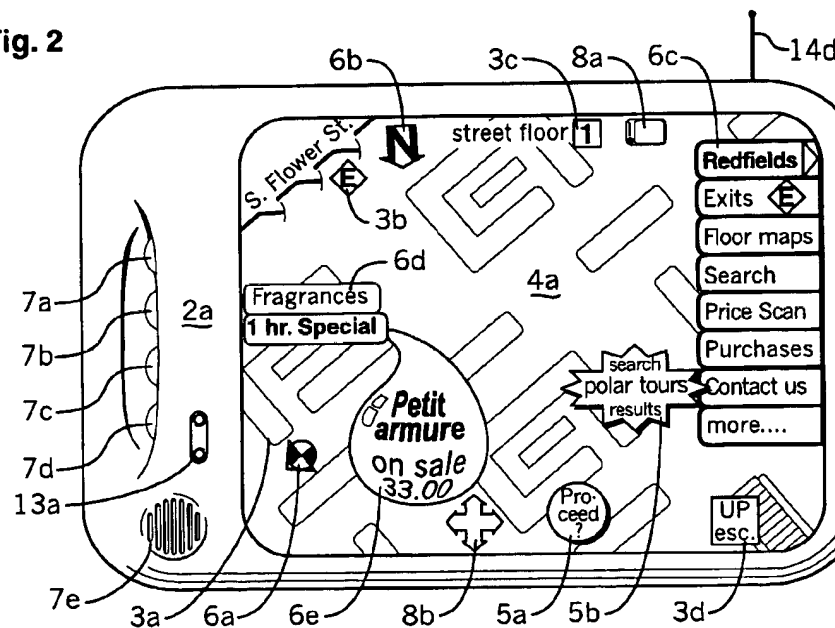 Fig. 2
6b
3c
8a
6c
14d
S. Flower St.
N
street floor 1
Redfields
E
3b
Exits E
Floor maps
6d
4a
Search
7a
2a
Fragrances
Price Scan
7b
1 hr. Special
Purchases
search
polar tours
results
Contact us
7c
Petit
armure
on sale
33.00
more....
7d
13a
Pro-
ceed
?
UP
esc.
7e
3a
6a
6e
8b
5a
5b
3d